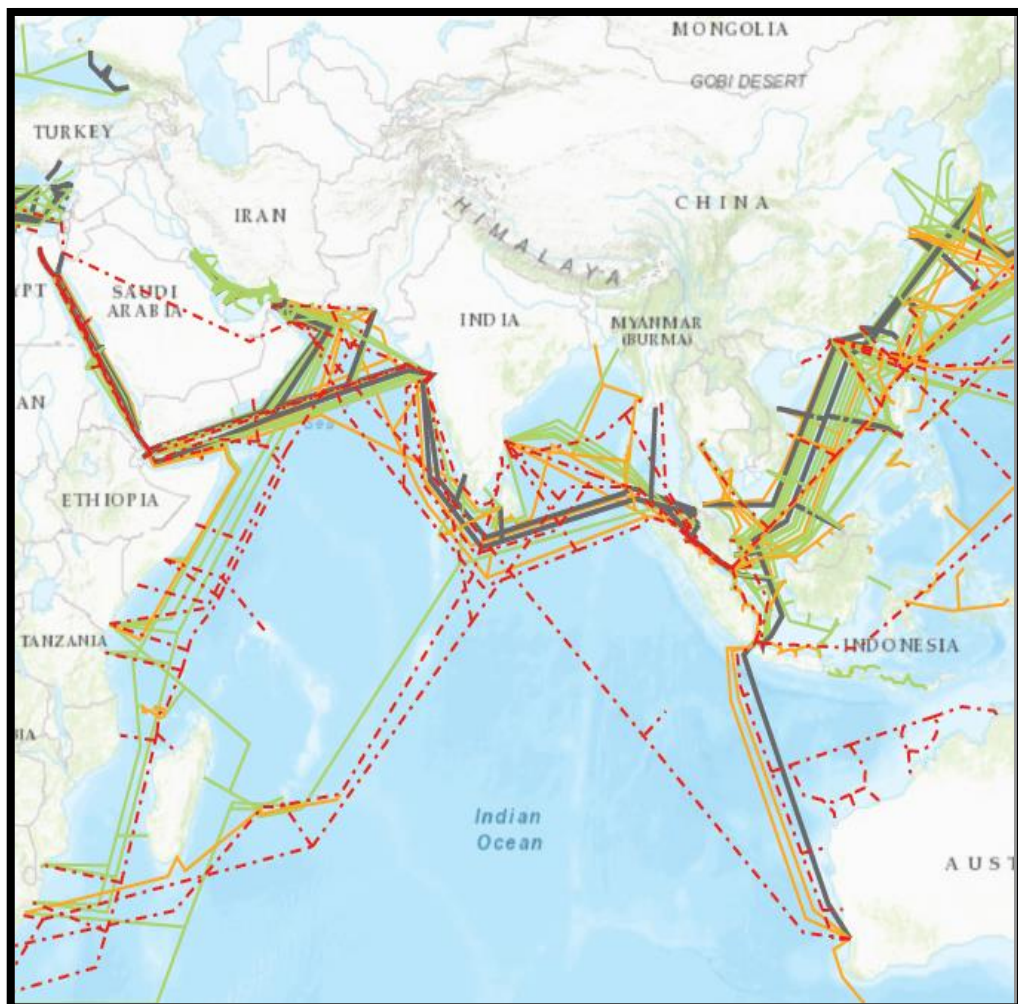 MONGOLIA
GOBI DESERT
TURKEY
CHINA
IRAN
HIMALAYA
YPT
SAUDI
ARABIA
INDIA
MYANMAR
(BURMA)
AN
ETHIOPIA
TANZANIA
INDONESIA
Indian
Ocean
AUST